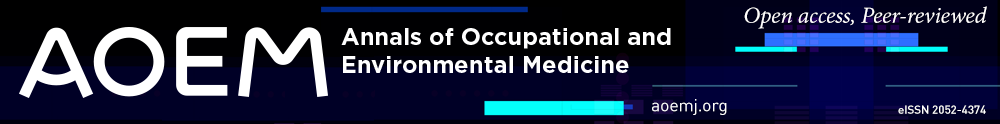 AOEM
Annals of Occupational and
Environmental Medicine
Open access, Peer-reviewed
aoemj.org
eISSN 2052-4374